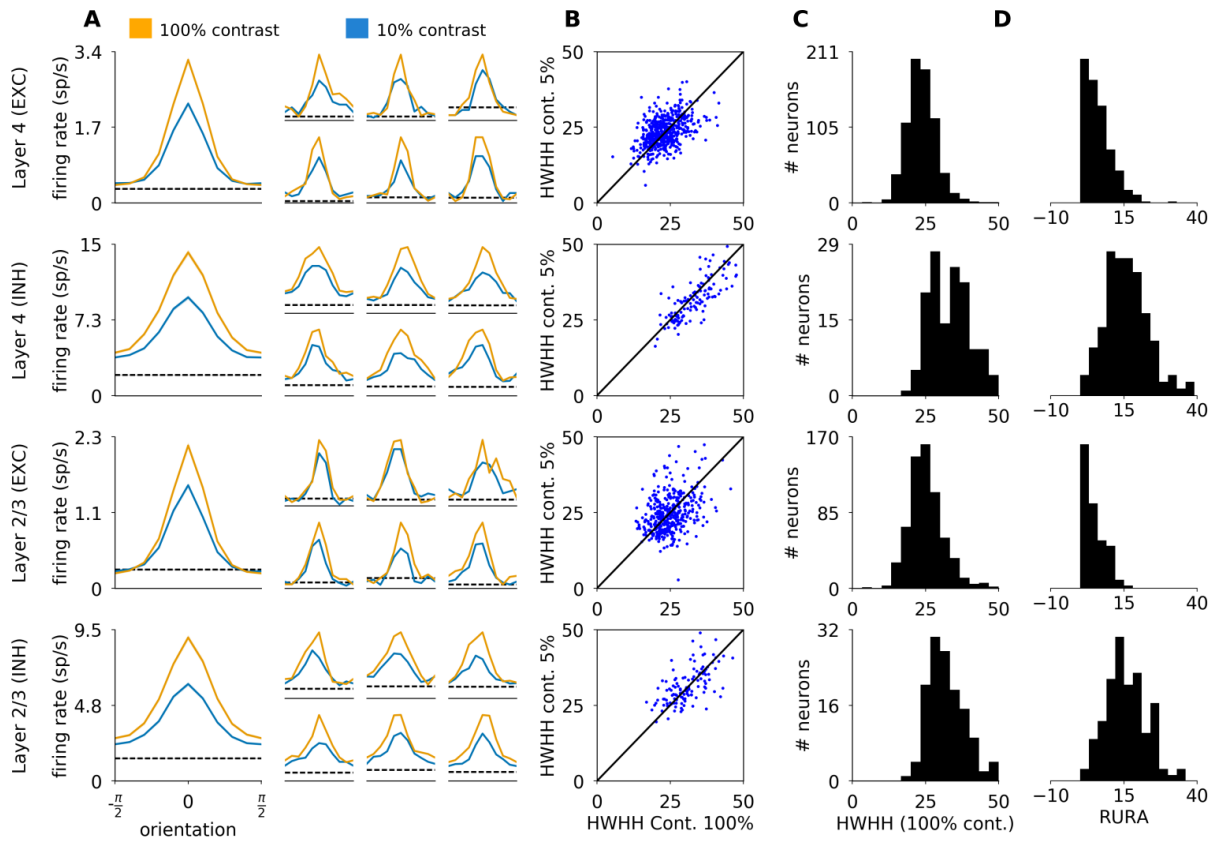 A B C D
100% contrast 10% contrast
Layer 4 (EXC)
firing rate (sp/s)
3.4
1.7
0
HWHH cont. 5%
50
25
0
0 25 50
# neurons
211
105
0
0 25 50
−10 15 40
Layer 4 (INH)
firing rate (sp/s)
15
7.3
0
HWHH cont. 5%
50
25
0
0 25 50
# neurons
29
15
0
0 25 50
−10 15 40
Layer 2/3 (EXC)
firing rate (sp/s)
2.3
1.1
0
HWHH cont. 5%
50
25
0
0 25 50
# neurons
170
85
0
0 25 50
−10 15 40
Layer 2/3 (INH)
firing rate (sp/s)
9.5
4.8
0
-π/2 0 π/2
orientation
HWHH cont. 5%
50
25
0
0 25 50
HWHH Cont. 100%
# neurons
32
16
0
0 25 50
HWHH (100% cont.)
−10 15 40
RURA